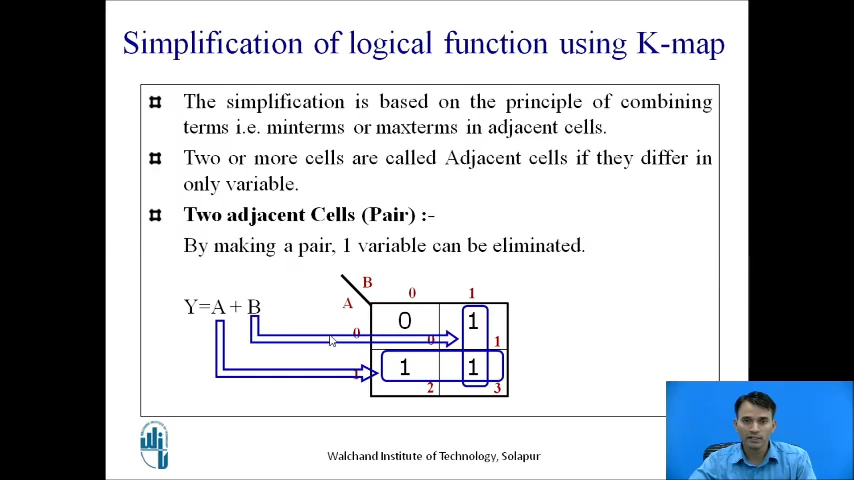 Simplification of logical function using K-map
The simplification is based on the principle of combining
terms i.e. minterms or maxterms in adjacent cells.
Two or more cells are called Adjacent cells if they differ in
only variable.
Two adjacent Cells (Pair) :-
By making a pair, 1 variable can be eliminated.
Y=A + B
B
A
0 1
0 0 0 1 1
1 1 2 1 3
Walchand Institute of Technology, Solapur